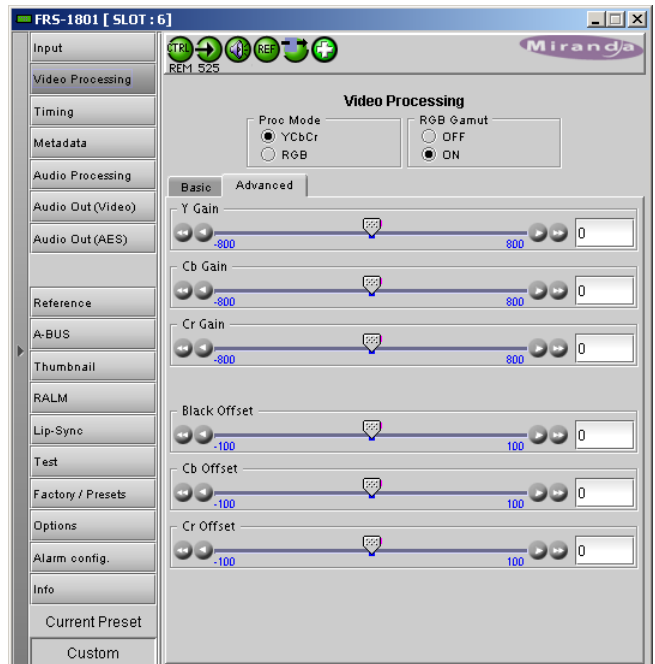 FRS-1801 [ SLOT : 6]
Input
Video Processing
Timing
Metadata
Audio Processing
Audio Out(Video)
Audio Out(AES)
Reference
A-BUS
Thumbnail
RALM
Lip-Sync
Test
Factory / Presets
Options
Alarm config.
Info
Current Preset
Custom
CTRL
REF
REM 525
Miranda
Video Processing
Proc Mode
YCbCr
RGB
RGB Gamut
OFF
ON
Basic
Advanced
Y Gain
-800
800
0
Cb Gain
-800
800
0
Cr Gain
-800
800
0
Black Offset
-100
100
0
Cb Offset
-100
100
0
Cr Offset
-100
100
0